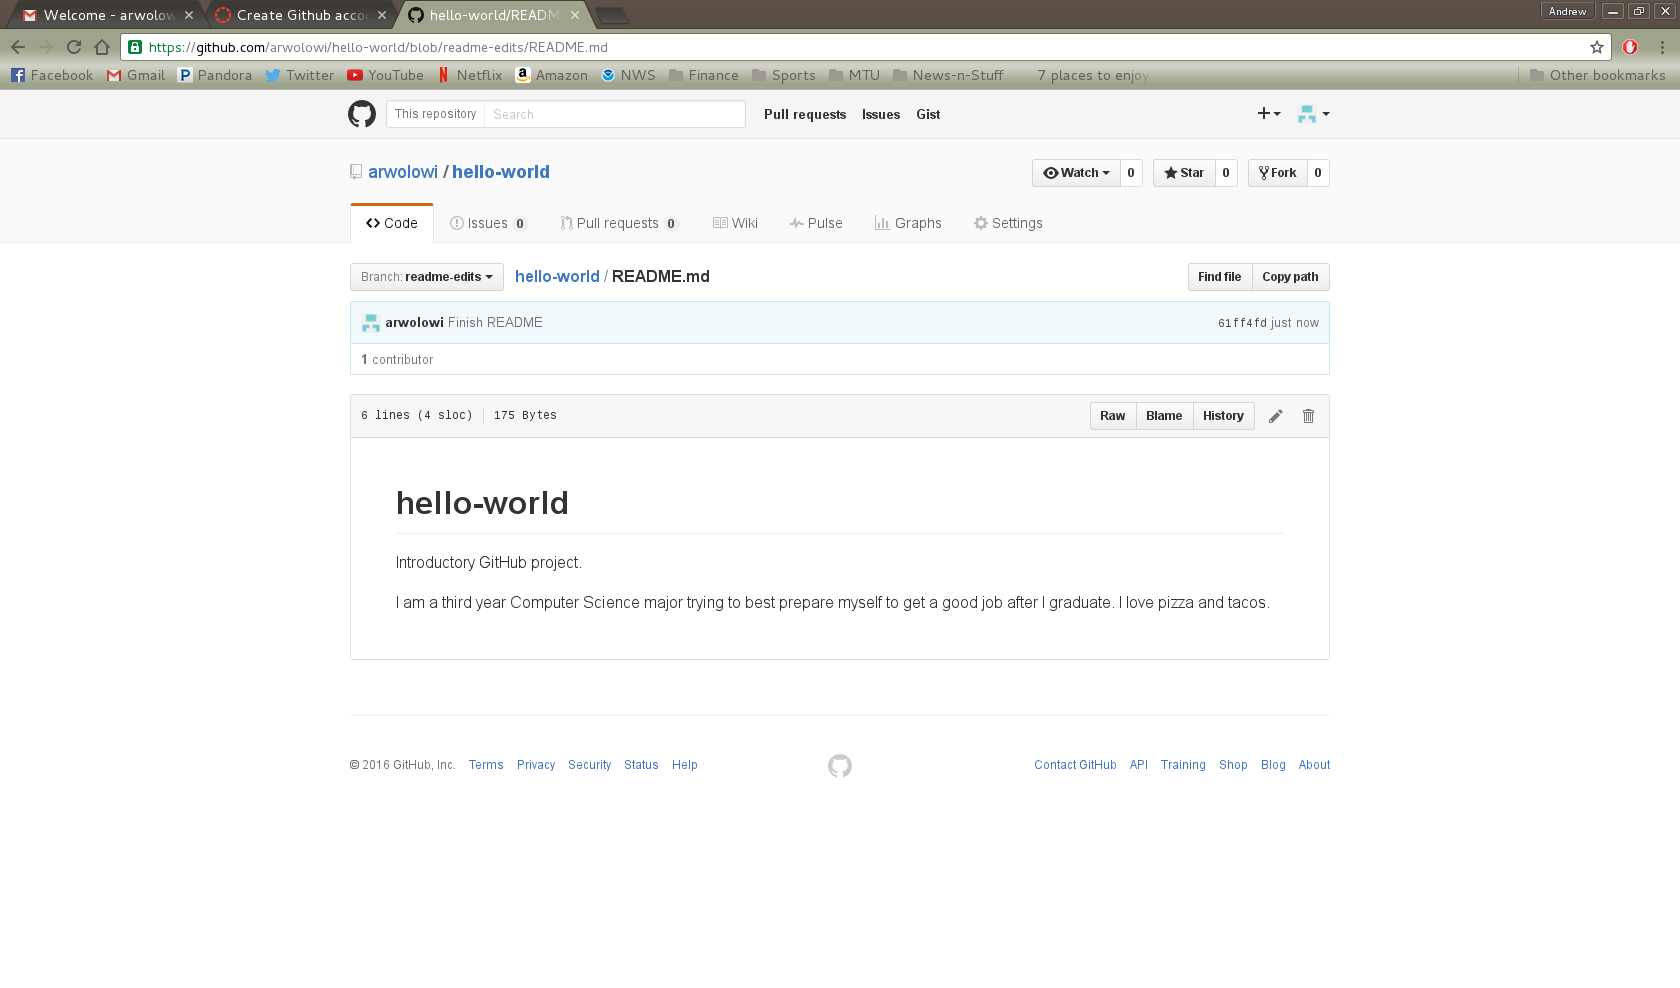 Welcome - arwolow Create Github acco hello-world/READM Andrew
https://github.com/arwolowi/hello-world/blob/readme-edits/README.md
Facebook Gmail Pandora Twitter YouTube Netflix Amazon NWS Finance Sports MTU News-n-Stuff 7 places to enjoy Other bookmarks
This repository Search Pull requests Issues Gist
arwolowi / hello-world Watch 0 Star 0 Fork 0
Code Issues 0 Pull requests 0 Wiki Pulse Graphs Settings
Branch: readme-edits hello-world / README.md Find file Copy path
arwolowi Finish README 61ff4fd just now
1 contributor
6 lines (4 sloc) 175 Bytes Raw Blame History
hello-world
Introductory GitHub project.
I am a third year Computer Science major trying to best prepare myself to get a good job after I graduate. I love pizza and tacos.
© 2016 GitHub, Inc. Terms Privacy Security Status Help Contact GitHub API Training Shop Blog About